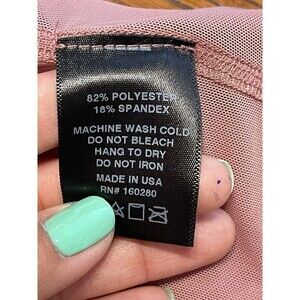 82% POLYESTER
18% SPANDEX
MACHINE WASH COLD
DO NOT BLEACH
HANG TO DRY
DO NOT IRON
MADE IN USA
RN# 160280